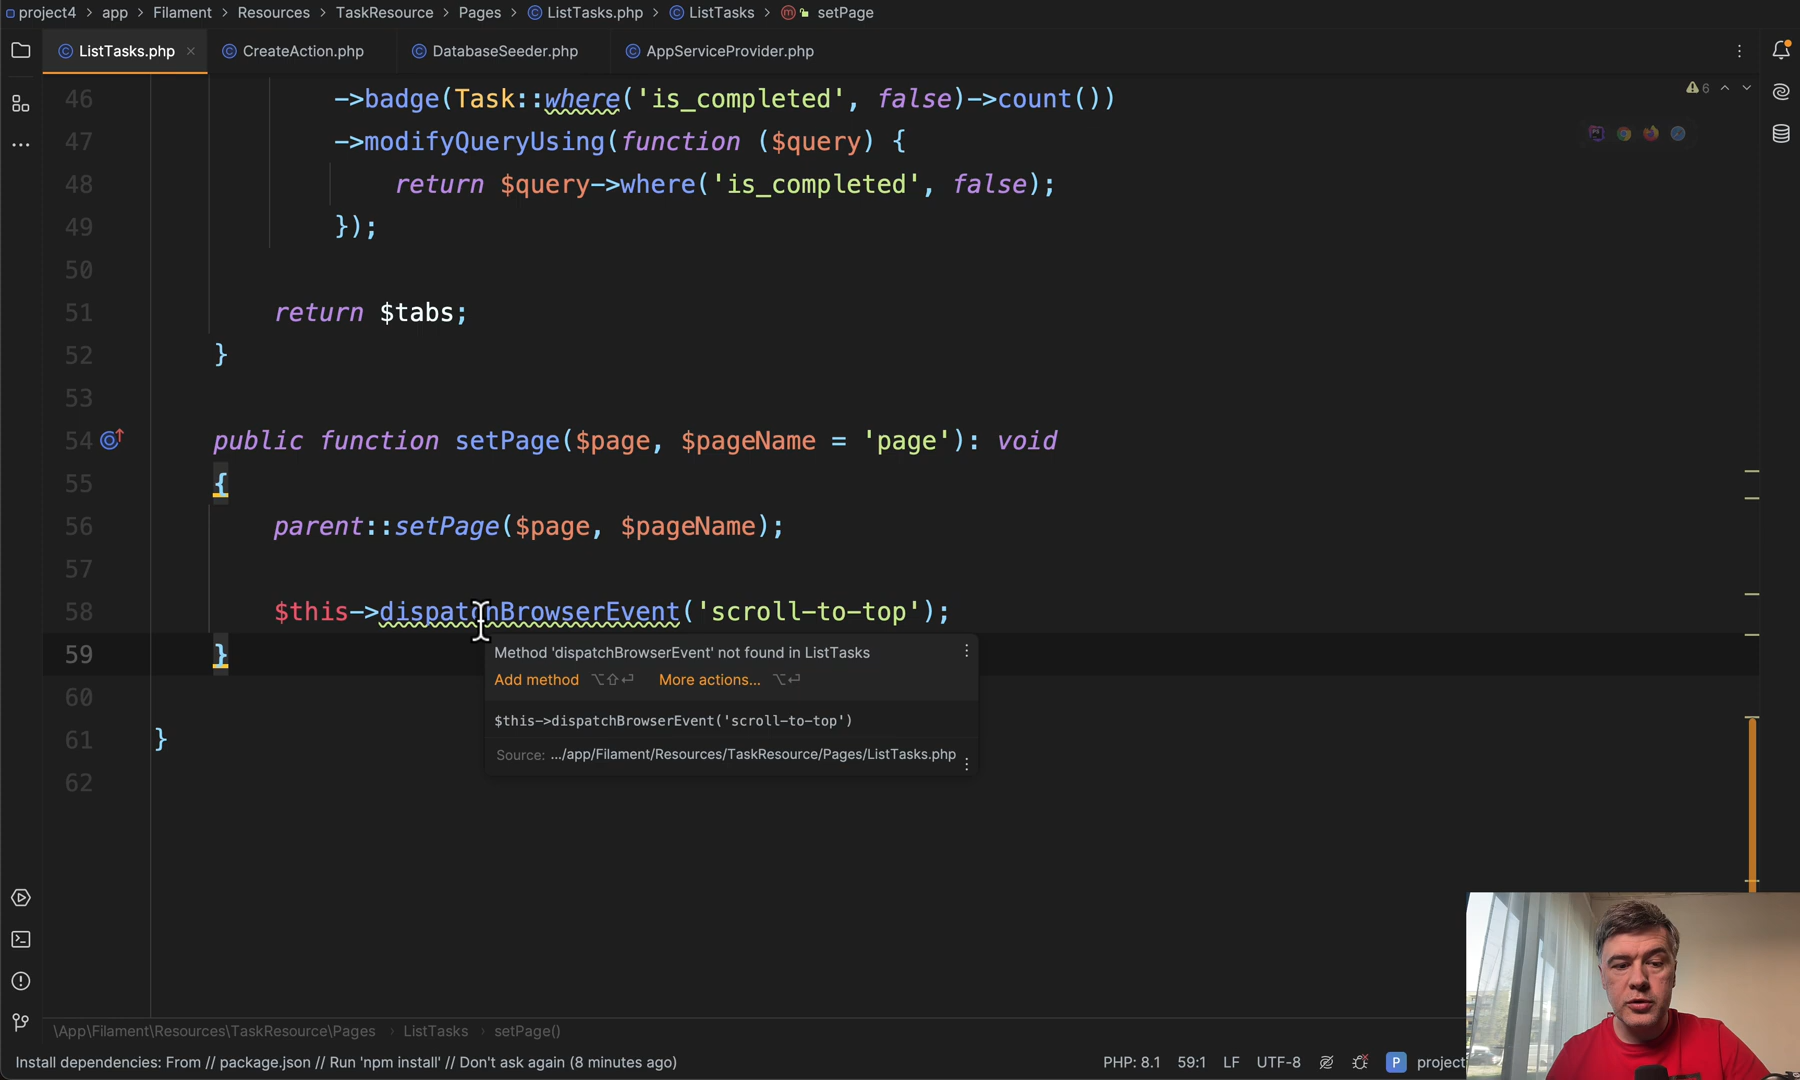 project4 > app > Filament > Resources > TaskResource > Pages > ListTasks.php > ListTasks > setPage
ListTasks.php × CreateAction.php DatabaseSeeder.php AppServiceProvider.php
46 ->badge(Task::where('is_completed', false)->count())
6
47 ->modifyQueryUsing(function ($query) {
48 return $query->where('is_completed', false);
49 });
50
51 return $tabs;
52 }
53
54 public function setPage($page, $pageName = 'page'): void
55 {
56 parent::setPage($page, $pageName);
57
58 $this->dispatchBrowserEvent('scroll-to-top');
59 }
Method 'dispatchBrowserEvent' not found in ListTasks
Add method ⌥⇧⏎ More actions... ⌥⏎
$this->dispatchBrowserEvent('scroll-to-top')
Source: .../app/Filament/Resources/TaskResource/Pages/ListTasks.php
60
61 }
62
\App\Filament\Resources\TaskResource\Pages > ListTasks > setPage()
Install dependencies: From // package.json // Run 'npm install' // Don't ask again (8 minutes ago) PHP: 8.1 59:1 LF UTF-8 P project